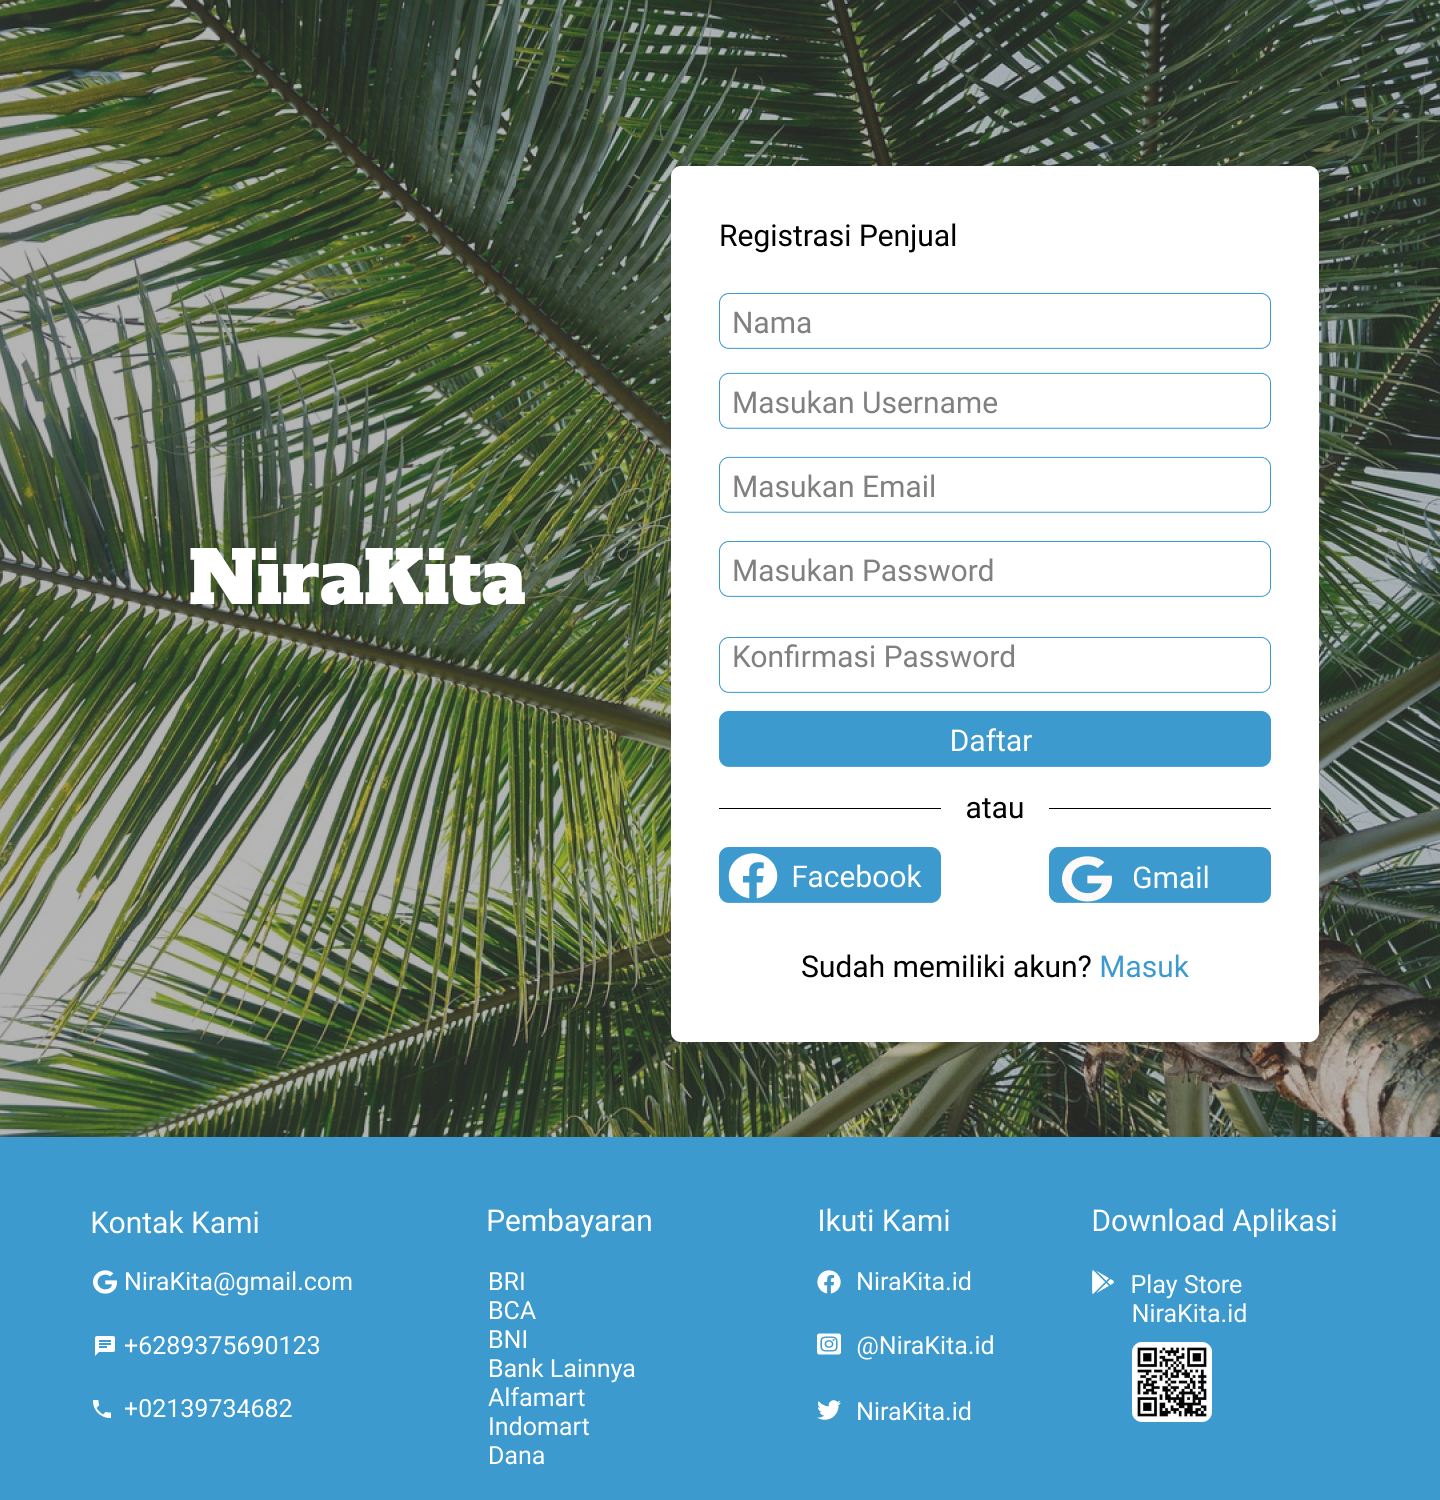 NiraKita
Registrasi Penjual
Nama
Masukan Username
Masukan Email
Masukan Password
Konfirmasi Password
Daftar
atau
Facebook
Gmail
Sudah memiliki akun? Masuk
Kontak Kami
NiraKita@gmail.com
+6289375690123
+02139734682
Pembayaran
BRI
BCA
BNI
Bank Lainnya
Alfamart
Indomart
Dana
Ikuti Kami
NiraKita.id
@NiraKita.id
NiraKita.id
Download Aplikasi
Play Store
NiraKita.id